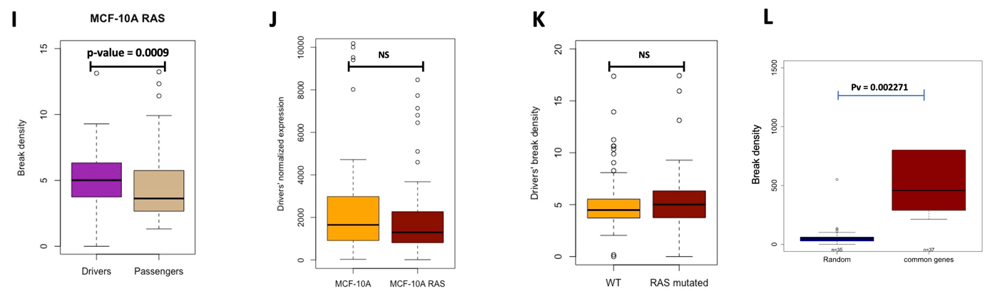 I
MCF-10A RAS
p-value = 0.0009
Break density
15
10
5
0
Drivers
Passengers
J
NS
Drivers' normalized expression
10000
8000
6000
4000
2000
0
MCF-10A
MCF-10A RAS
K
NS
Drivers' break density
20
15
10
5
0
WT
RAS mutated
L
Pv = 0.002271
Break density
1500
1000
500
0
n=35
n=37
Random
common genes